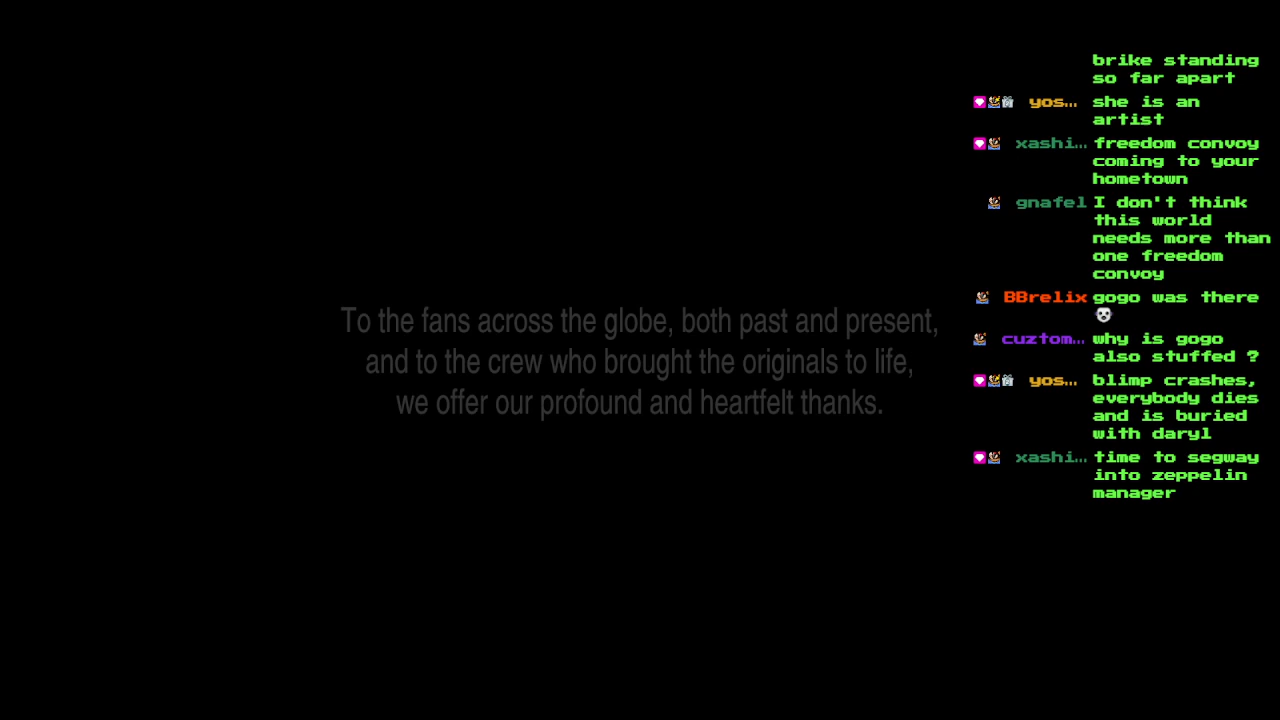 To the fans across the globe, both past and present,
and to the crew who brought the originals to life,
we offer our profound and heartfelt thanks.
brike standing
so far apart
yos... she is an
artist
xashi... freedom convoy
coming to your
hometown
gnafel I don't think
this world
needs more than
one freedom
convoy
BBrelix gogo was there
cuztom... why is gogo
also stuffed ?
yos... blimp crashes,
everybody dies
and is buried
with daryl
xashi... time to segway
into zeppelin
manager